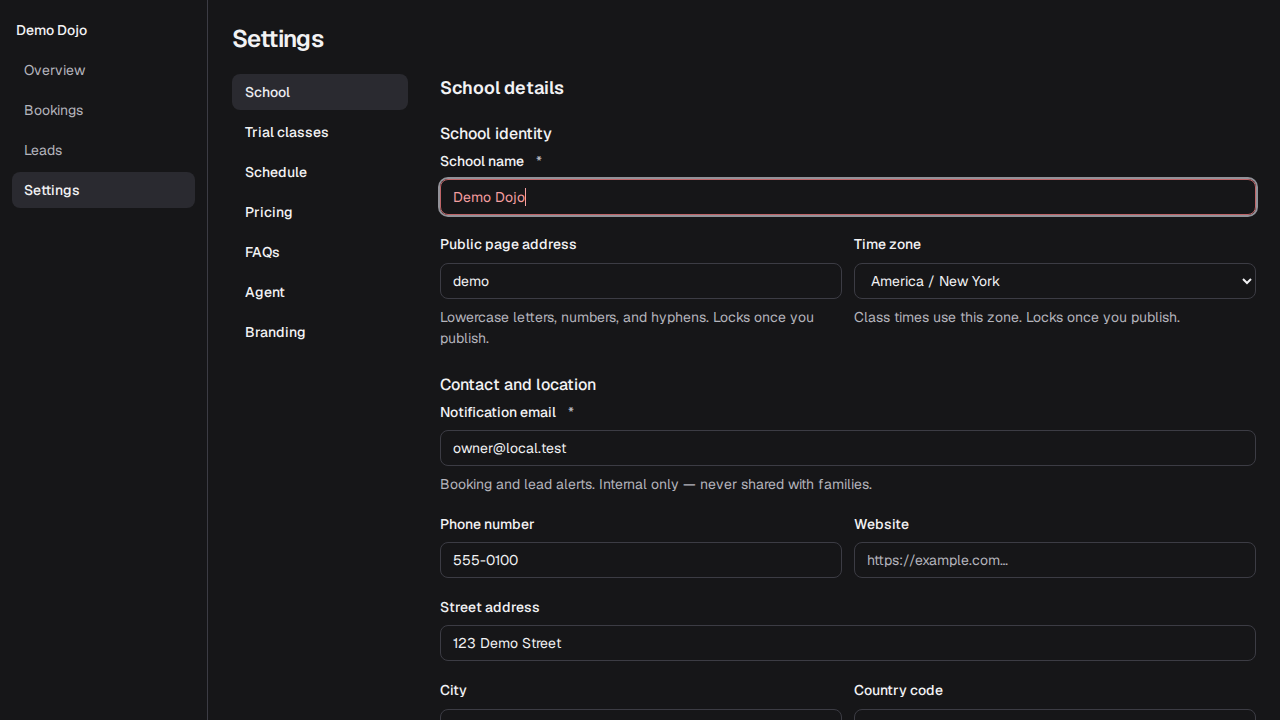 Demo Dojo
Overview
Bookings
Leads
Settings
Settings
School
Trial classes
Schedule
Pricing
FAQs
Agent
Branding
School details
School identity
School name *
Demo Dojo
Public page address
demo
Lowercase letters, numbers, and hyphens. Locks once you
publish.
Time zone
America / New York
Class times use this zone. Locks once you publish.
Contact and location
Notification email *
owner@local.test
Booking and lead alerts. Internal only — never shared with families.
Phone number
555-0100
Website
https://example.com…
Street address
123 Demo Street
City
Country code